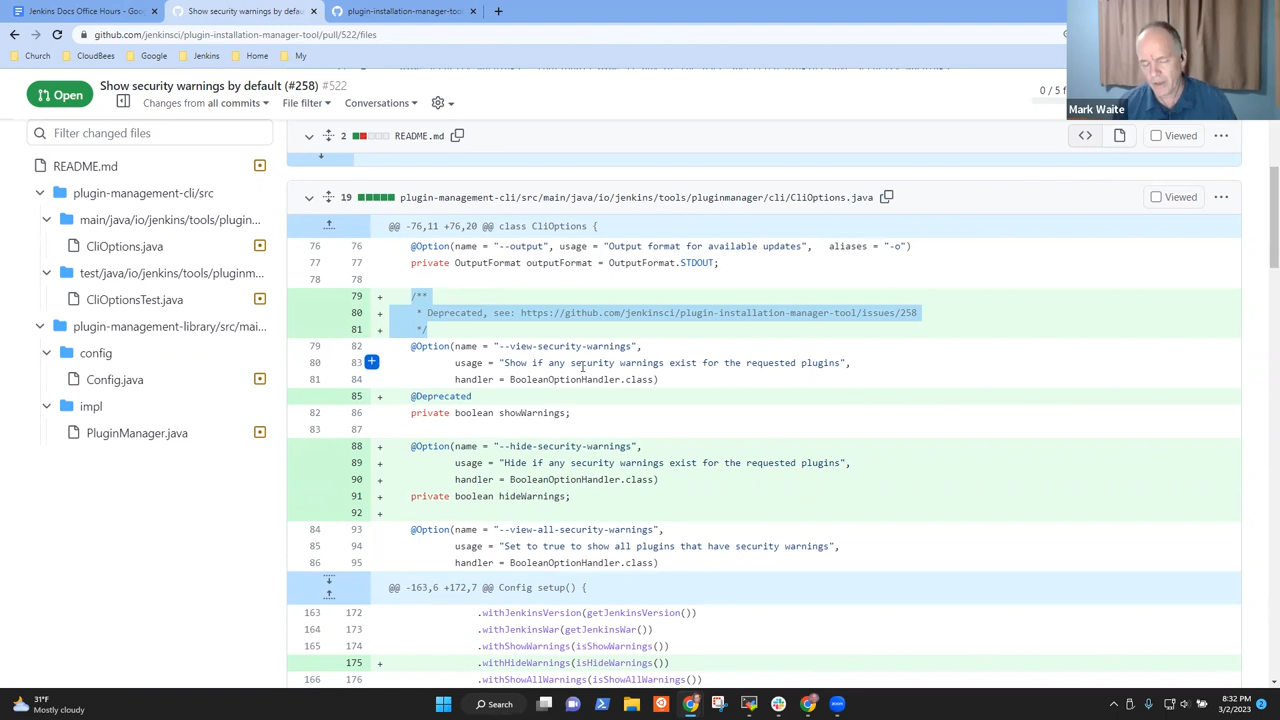 Jenkins Docs Office Hours -
Show security warnings by defau
plugin-installation-manager-tool
github.com/jenkinsci/plugin-installation-manager-tool/pull/522/files
Church
CloudBees
Google
Jenkins
Home
My
Mark Waite
Open
Show security warnings by default (#258) #522
Changes from all commits
File filter
Conversations
0 / 5 f
Filter changed files
README.md
plugin-management-cli/src
main/java/io/jenkins/tools/plugin...
CliOptions.java
test/java/io/jenkins/tools/pluginm...
CliOptionsTest.java
plugin-management-library/src/mai...
config
Config.java
impl
PluginManager.java
2 README.md
Viewed
19 plugin-management-cli/src/main/java/io/jenkins/tools/pluginmanager/cli/CliOptions.java
Viewed
@@ -76,11 +76,20 @@ class CliOptions {
76 76 @Option(name = "--output", usage = "Output format for available updates", aliases = "-o")
77 77 private OutputFormat outputFormat = OutputFormat.STDOUT;
78 78
79 + /**
80 + * Deprecated, see: https://github.com/jenkinsci/plugin-installation-manager-tool/issues/258
81 + */
79 82 @Option(name = "--view-security-warnings",
80 83 usage = "Show if any security warnings exist for the requested plugins",
81 84 handler = BooleanOptionHandler.class)
85 + @Deprecated
82 86 private boolean showWarnings;
83 87
88 + @Option(name = "--hide-security-warnings",
89 + usage = "Hide if any security warnings exist for the requested plugins",
90 + handler = BooleanOptionHandler.class)
91 + private boolean hideWarnings;
92 +
84 93 @Option(name = "--view-all-security-warnings",
85 94 usage = "Set to true to show all plugins that have security warnings",
86 95 handler = BooleanOptionHandler.class)
@@ -163,6 +172,7 @@ Config setup() {
163 172 .withJenkinsVersion(getJenkinsVersion())
164 173 .withJenkinsWar(getJenkinsWar())
165 174 .withShowWarnings(isShowWarnings())
175 + .withHideWarnings(isHideWarnings())
166 176 .withShowAllWarnings(isShowAllWarnings())
31°F
Mostly cloudy
Search
8:32 PM
3/2/2023
2